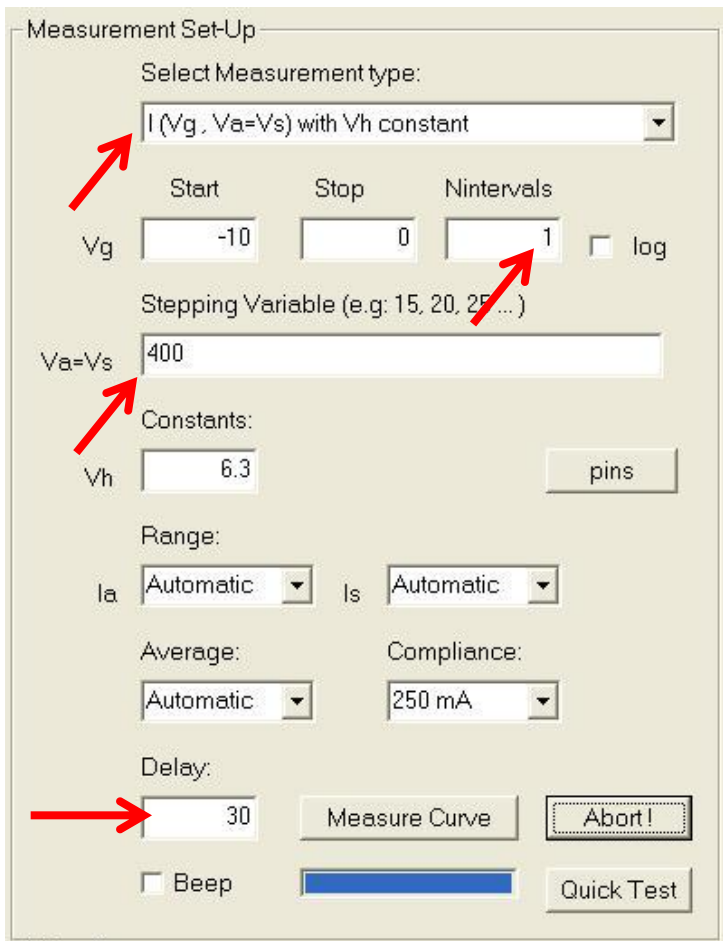 Measurement Set-Up
Select Measurement type:
I (Vg , Va=Vs) with Vh constant
Start Stop Nintervals
Vg -10 0 1 log
Stepping Variable (e.g: 15, 20, 25 ... )
Va=Vs 400
Constants:
Vh 6.3 pins
Range:
Ia Automatic Is Automatic
Average: Compliance:
Automatic 250 mA
Delay:
30 Measure Curve Abort!
Beep Quick Test